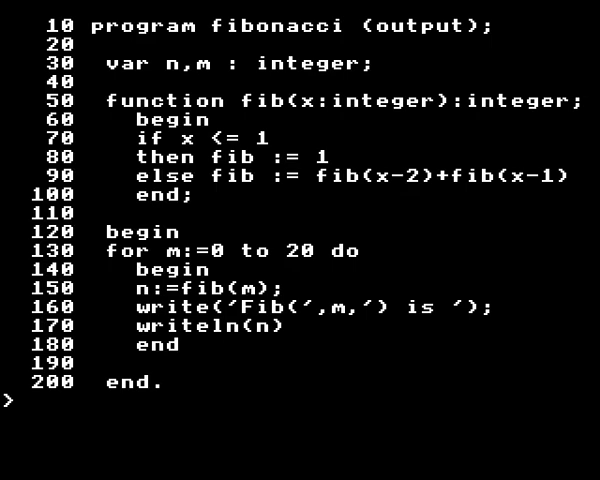 10 program fibonacci (output);
20
30  var n,m : integer;
40
50  function fib(x:integer):integer;
60    begin
70    if x <= 1
80    then fib := 1
90    else fib := fib(x-2)+fib(x-1)
100    end;
110
120  begin
130  for m:=0 to 20 do
140    begin
150    n:=fib(m);
160    write('Fib(',m,') is ');
170    writeln(n)
180    end
190
200  end.
>